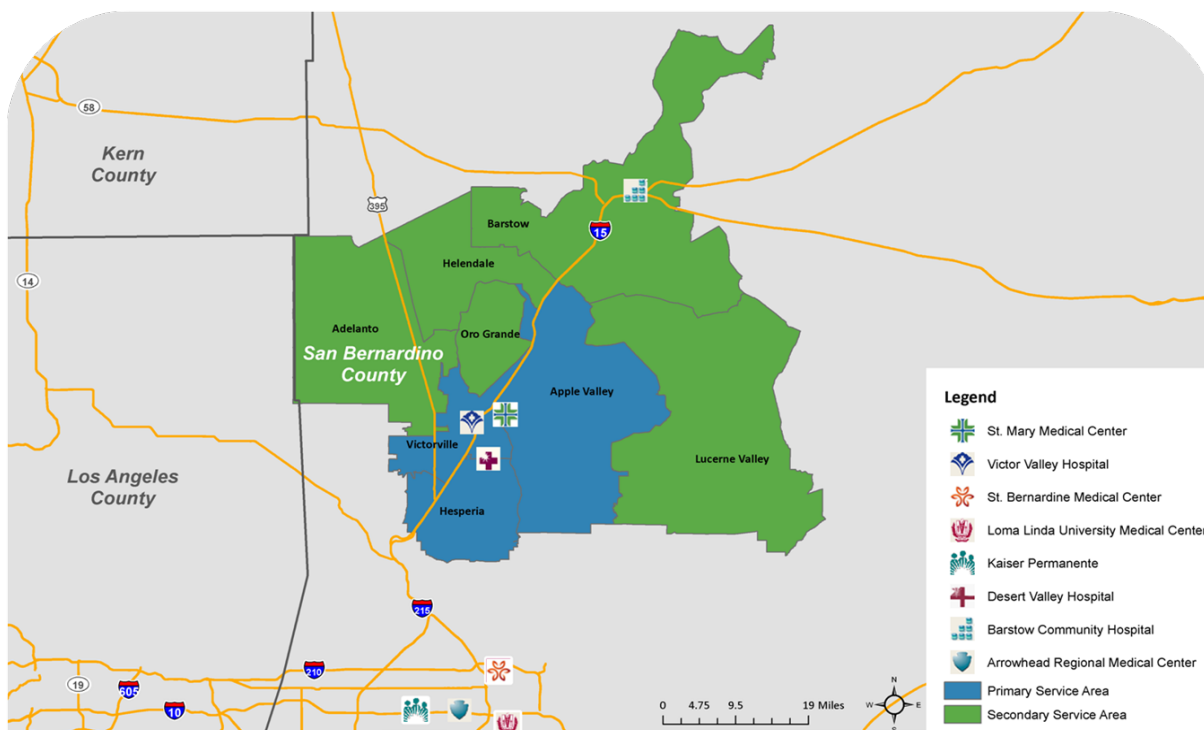 58
Kern
County
395
Barstow
15
Helendale
14
Adelanto
Oro Grande
San Bernardino
County
Apple Valley
Victorville
Lucerne Valley
Los Angeles
County
Hesperia
215
210
19
605
10
Legend
St. Mary Medical Center
Victor Valley Hospital
St. Bernardine Medical Center
Loma Linda University Medical Center
Kaiser Permanente
Desert Valley Hospital
Barstow Community Hospital
Arrowhead Regional Medical Center
Primary Service Area
Secondary Service Area
0 4.75 9.5 19 Miles
N
W E
S